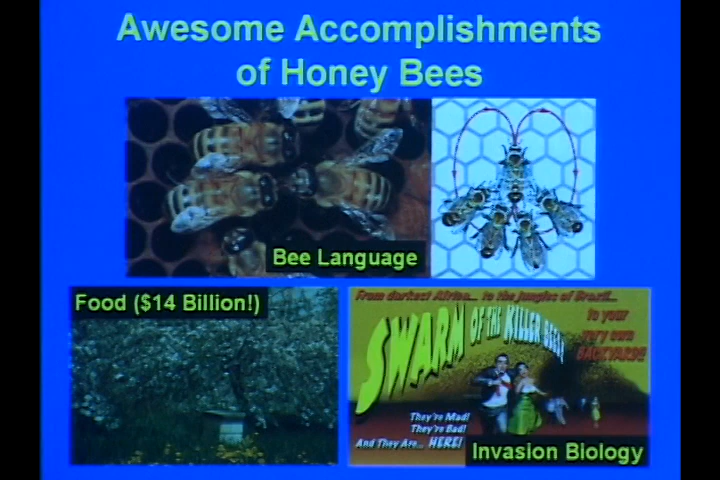 Awesome Accomplishments
of Honey Bees
Bee Language
Food ($14 Billion!)
From darkest Africa... to the jungles of Brazil...
to your
very own
BACKYARD!!
SWARM OF THE KILLER BEES
They're Mad!
They're Bad!
And They Are... HERE!
Invasion Biology